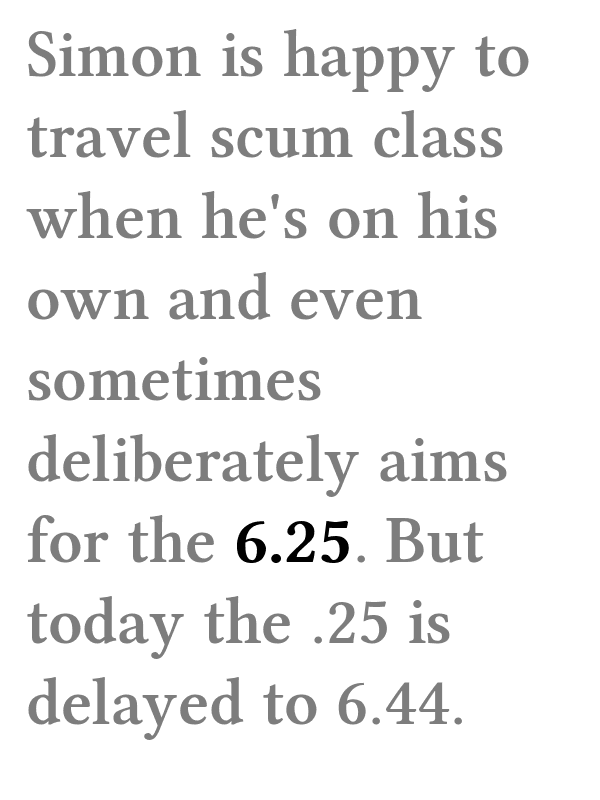 Simon is happy to
travel scum class
when he's on his
own and even
sometimes
deliberately aims
for the 6.25. But
today the .25 is
delayed to 6.44.